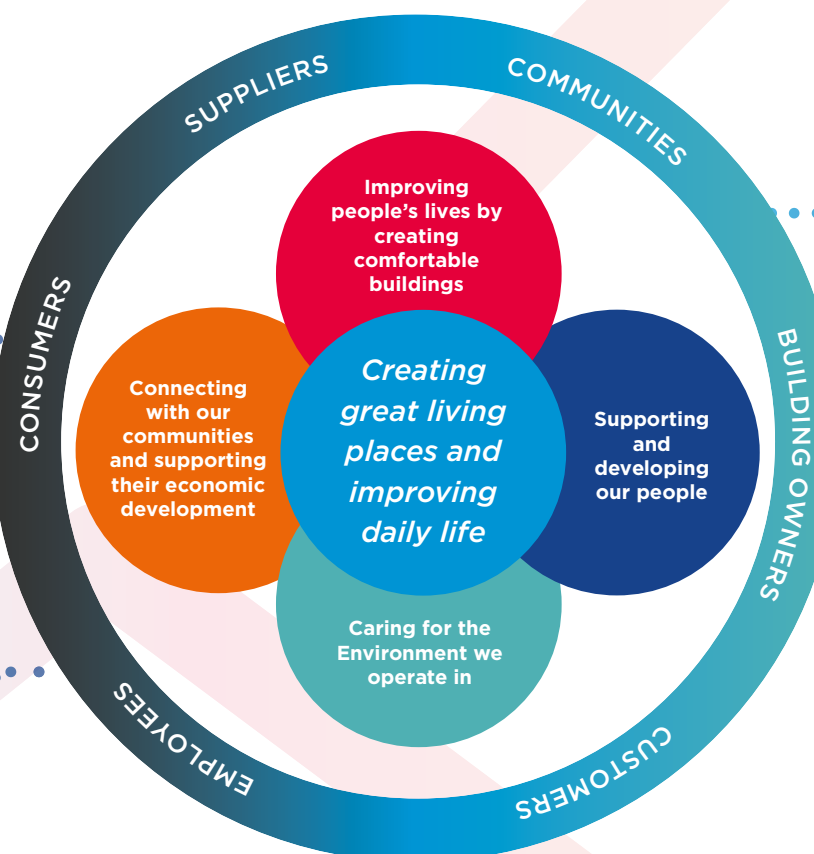 SUPPLIERS
COMMUNITIES
Improving
people's lives by
creating
comfortable
buildings
CONSUMERS
BUILDING OWNERS
Connecting
with our
communities
and supporting
their economic
development
Creating
great living
places and
improving
daily life
Supporting
and
developing
our people
Caring for the
Environment we
operate in
EMPLOYEES
CUSTOMERS